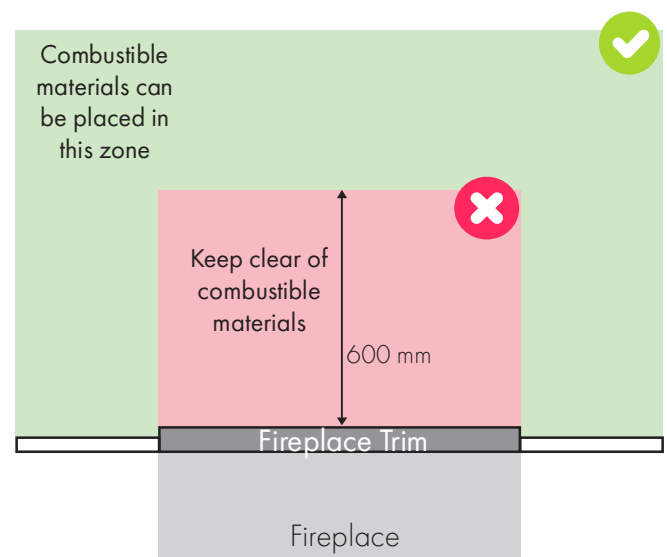 Combustible
materials can
be placed in
this zone
Keep clear of
combustible
materials
600 mm
Fireplace Trim
Fireplace